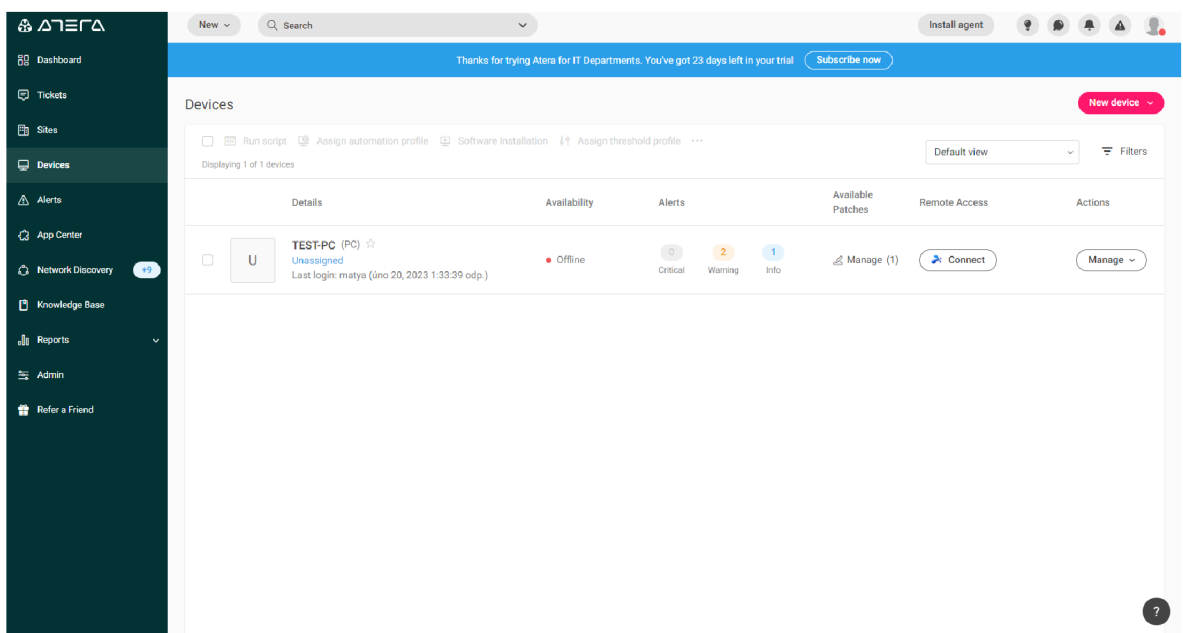 ATERA
New
Search
Install agent
Dashboard
Tickets
Sites
Devices
Alerts
App Center
Network Discovery +9
Knowledge Base
Reports
Admin
Refer a Friend
Thanks for trying Atera for IT Departments. You've got 23 days left in your trial Subscribe now
Devices
New device
Run script Assign automation profile Software Installation Assign threshold profile ...
Displaying 1 of 1 devices
Default view
Filters
Details Availability Alerts Available Patches Remote Access Actions
U
TEST-PC (PC)
Unassigned
Last login: matya (úno 20, 2023 1:33:39 odp.)
Offline
0 2 1
Critical Warning Info
Manage (1)
Connect
Manage
?